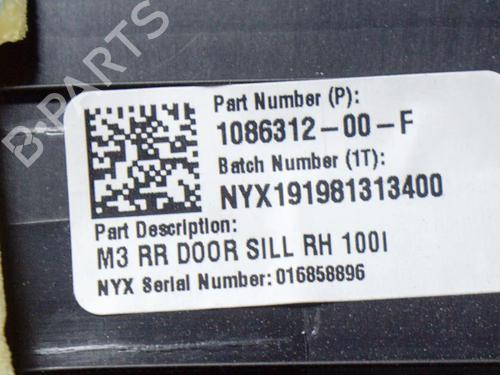 B-PARTS
Part Number (P):
1086312-00-F
Batch Number (1T):
NYX191981313400
Part Description:
M3 RR DOOR SILL RH 100I
NYX Serial Number: 016858896